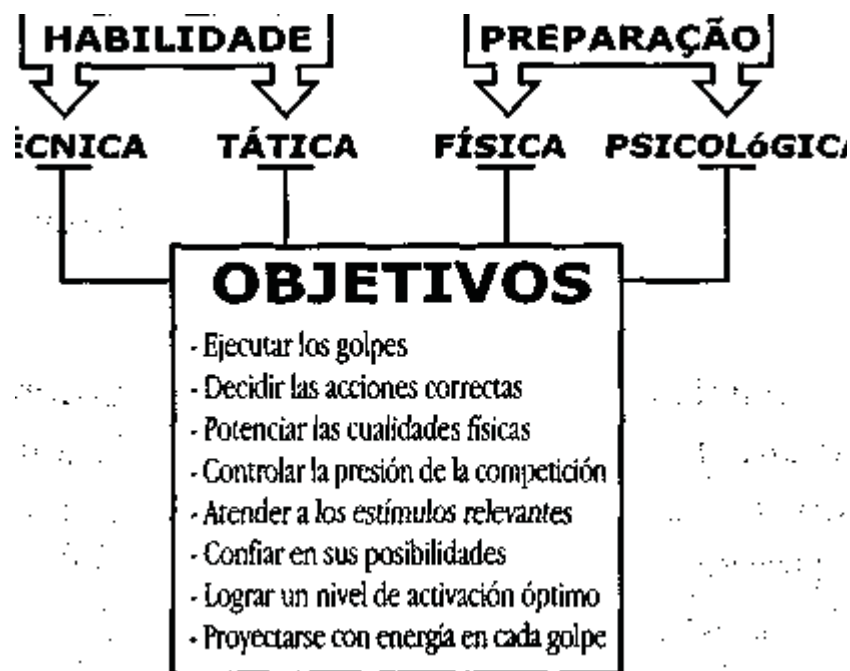 HABILIDADE PREPARAÇÃO
ÉCNICA TÁTICA FÍSICA PSICOLóGICA
OBJETIVOS
- Ejecutar los golpes
- Decidir las acciones correctas
- Potenciar las cualidades físicas
- Controlar la presión de la competición
- Atender a los estímulos relevantes
- Confiar en sus posibilidades
- Lograr un nivel de activación óptimo
- Proyectarse con energía en cada golpe